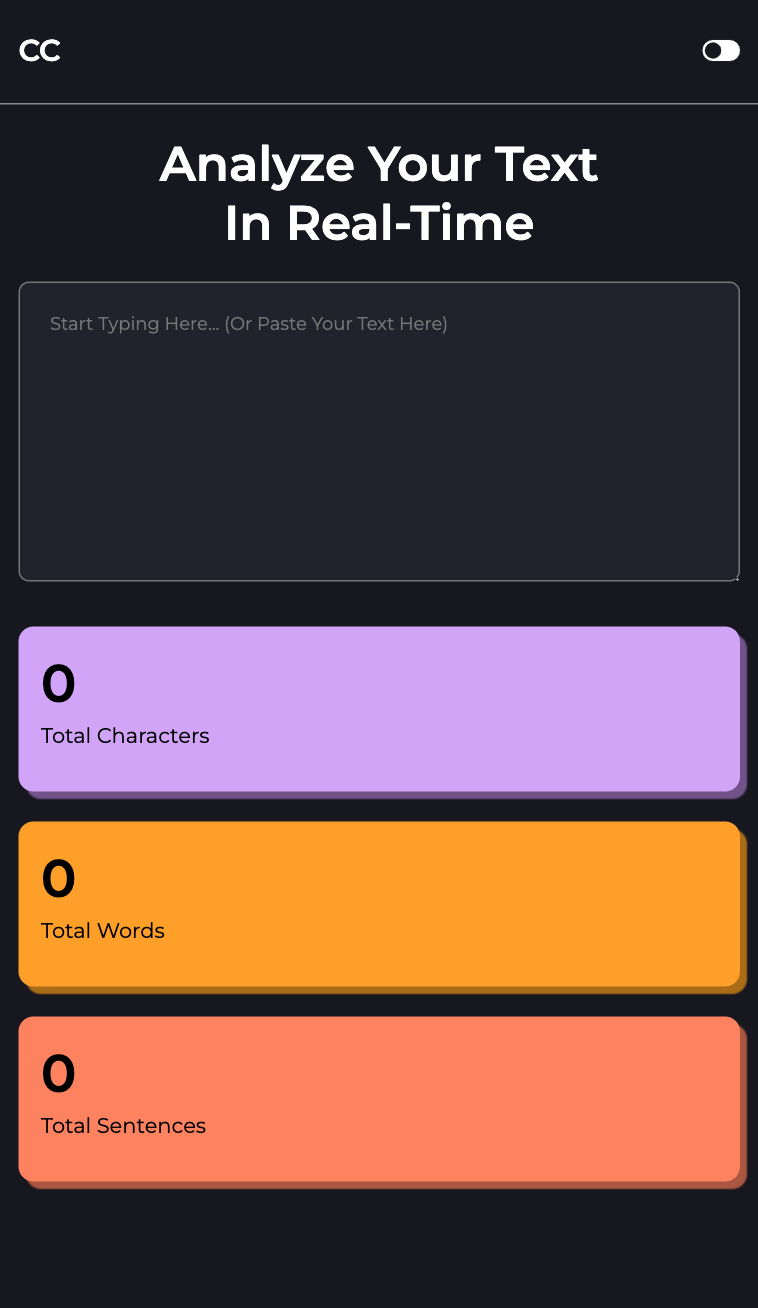 CC
Analyze Your Text
In Real-Time
Start Typing Here... (Or Paste Your Text Here)
0
Total Characters
0
Total Words
0
Total Sentences